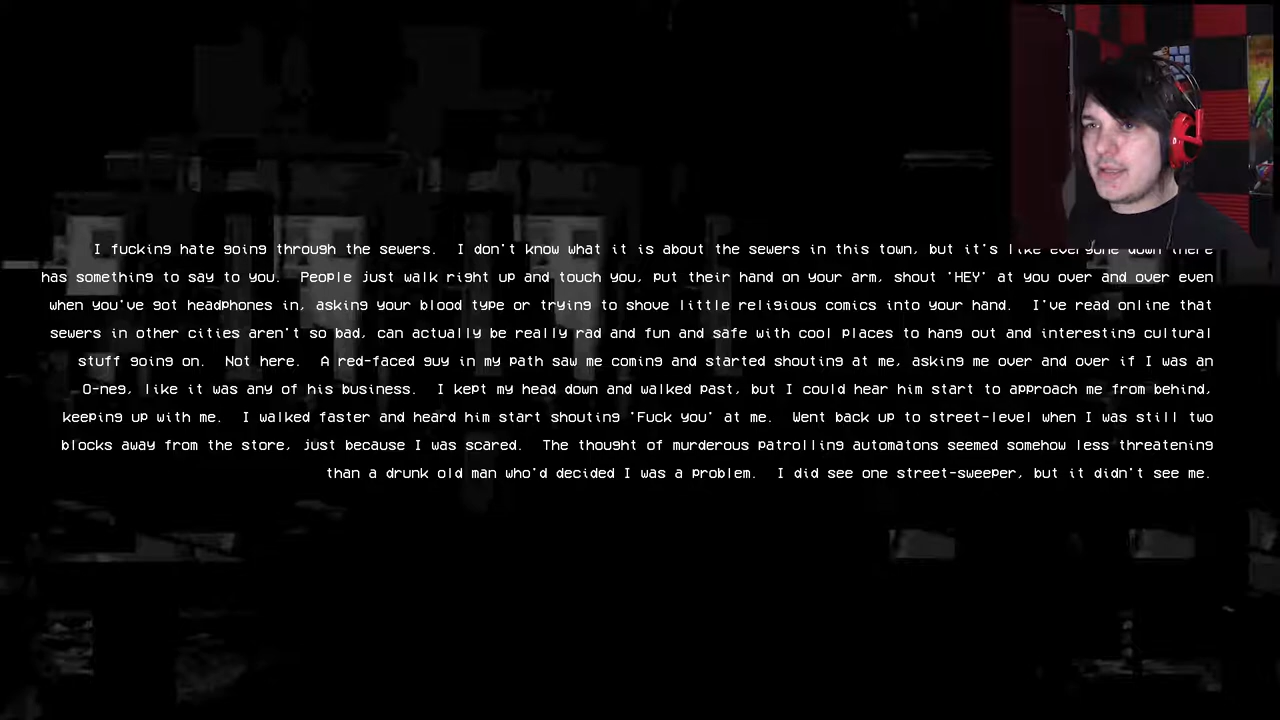 I fucking hate going through the sewers.  I don't know what it is about the sewers in this town, but it's like everyone down there
has something to say to you.  People just walk right up and touch you, put their hand on your arm, shout 'HEY' at you over and over even
when you've got headphones in, asking your blood type or trying to shove little religious comics into your hand.  I've read online that
sewers in other cities aren't so bad, can actually be really rad and fun and safe with cool places to hang out and interesting cultural
stuff going on.  Not here.  A red-faced guy in my path saw me coming and started shouting at me, asking me over and over if I was an
O-neg, like it was any of his business.  I kept my head down and walked past, but I could hear him start to approach me from behind,
keeping up with me.  I walked faster and heard him start shouting 'Fuck you' at me.  Went back up to street-level when I was still two
blocks away from the store, just because I was scared.  The thought of murderous patrolling automatons seemed somehow less threatening
than a drunk old man who'd decided I was a problem.  I did see one street-sweeper, but it didn't see me.